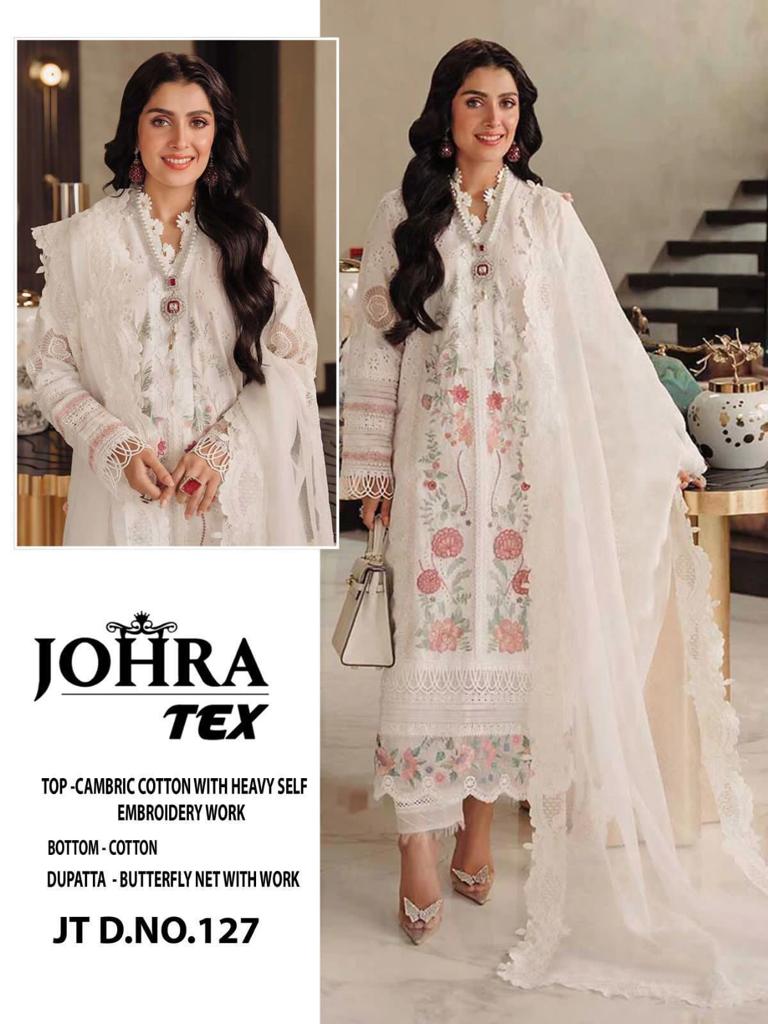 JOHRA
TEX
TOP -CAMBRIC COTTON WITH HEAVY SELF
EMBROIDERY WORK
BOTTOM - COTTON
DUPATTA - BUTTERFLY NET WITH WORK
JT D.NO.127